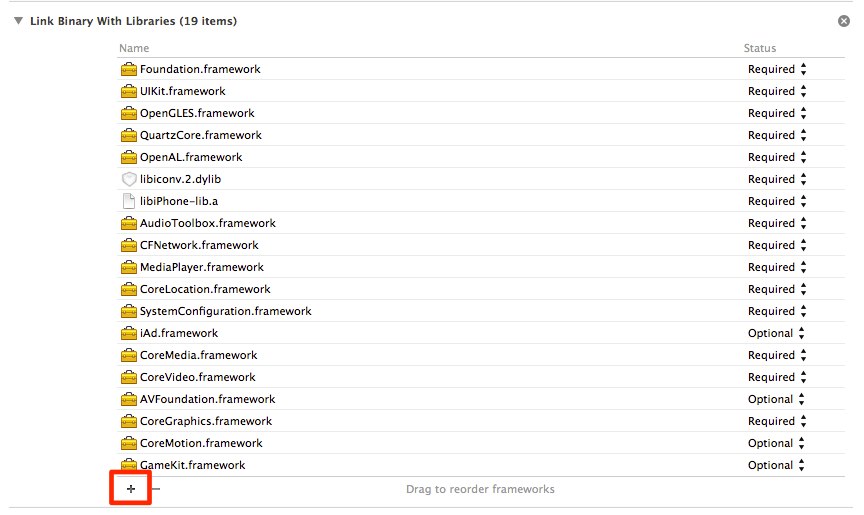 Link Binary With Libraries (19 items)
Name Status
Foundation.framework Required
UIKit.framework Required
OpenGLES.framework Required
QuartzCore.framework Required
OpenAL.framework Required
libiconv.2.dylib Required
libiPhone-lib.a Required
AudioToolbox.framework Required
CFNetwork.framework Required
MediaPlayer.framework Required
CoreLocation.framework Required
SystemConfiguration.framework Required
iAd.framework Optional
CoreMedia.framework Required
CoreVideo.framework Required
AVFoundation.framework Optional
CoreGraphics.framework Required
CoreMotion.framework Optional
GameKit.framework Optional
+ − Drag to reorder frameworks